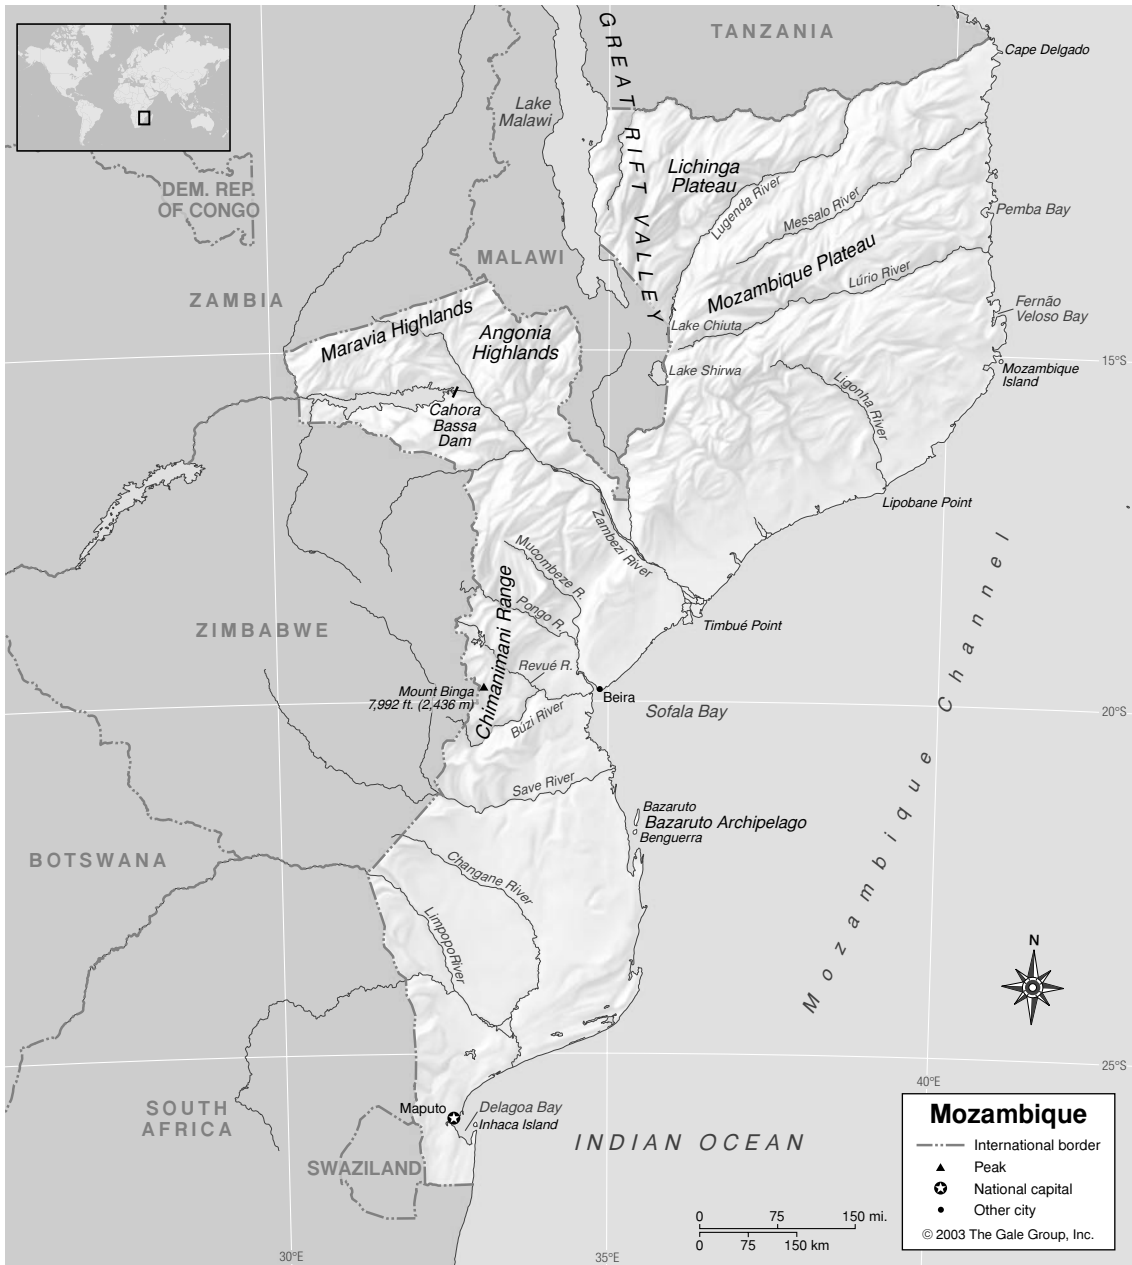 TANZANIA
Cape Delgado
GREAT RIFT VALLEY
Lake
Malawi
Lichinga
Plateau
DEM. REP.
OF CONGO
Lugenda River
Messalo River
Pemba Bay
MALAWI
Mozambique Plateau
Lúrio River
ZAMBIA
Maravia Highlands
Angonia
Highlands
Fernão
Veloso Bay
Lake Chiuta
15°S
Lake Shirwa
Mozambique
Island
Ligonha River
Cahora
Bassa
Dam
Lipobane Point
Zambezi River
Mucombeze R.
Pongo R.
Timbué Point
ZIMBABWE
Chimanimani Range
Revué R.
Mount Binga
7,992 ft. (2,436 m)
Beira
Búzi River
Sofala Bay
20°S
Mozambique Channel
Save River
Bazaruto
Bazaruto Archipelago
Benguerra
BOTSWANA
Changane River
Limpopo River
N
25°S
40°E
SOUTH
AFRICA
Maputo
Delagoa Bay
Inhaca Island
INDIAN OCEAN
SWAZILAND
Mozambique
International border
Peak
National capital
Other city
© 2003 The Gale Group, Inc.
0 75 150 mi.
0 75 150 km
30°E
35°E